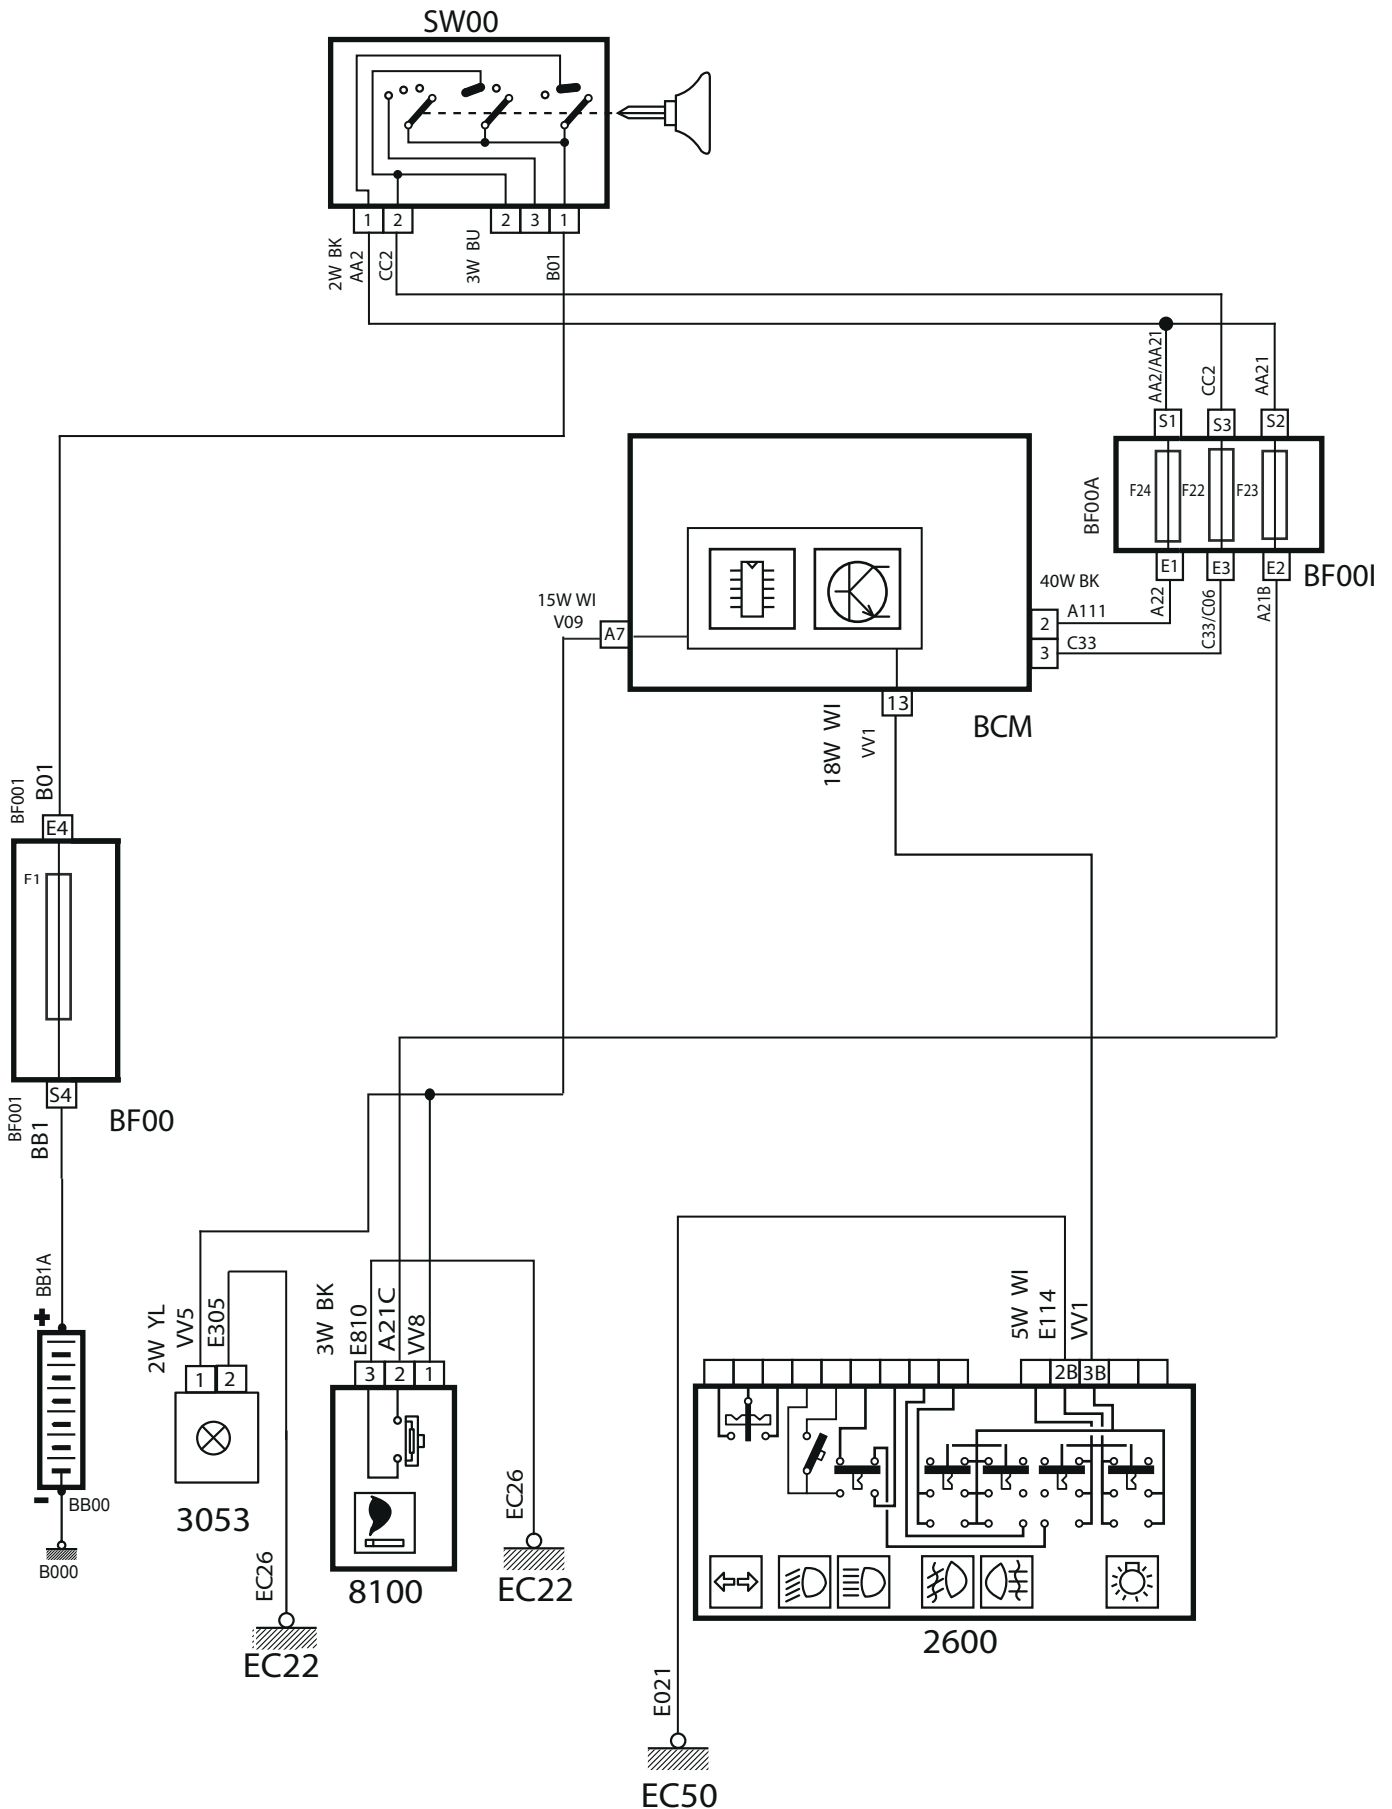 SW00
1
2
2
3
1
2W BK
AA2
CC2
3W BU
B01
AA2/AA21
CC2
AA21
S1
S3
S2
BF00A
F24
F22
F23
E1
E3
E2
BF00I
40W BK
A22
C33/C06
A21B
15W WI
V09
A7
2
A111
3
C33
13
BCM
18W WI
VV1
BF001
B01
E4
F1
S4
BF001
BB1
BF00
BB1A
+
-
BB00
B000
2W YL
VV5
E305
1
2
3053
EC26
EC22
3W BK
E810
A21C
VV8
3
2
1
8100
EC26
EC22
5W WI
E114
VV1
2B
3B
2600
E021
EC50